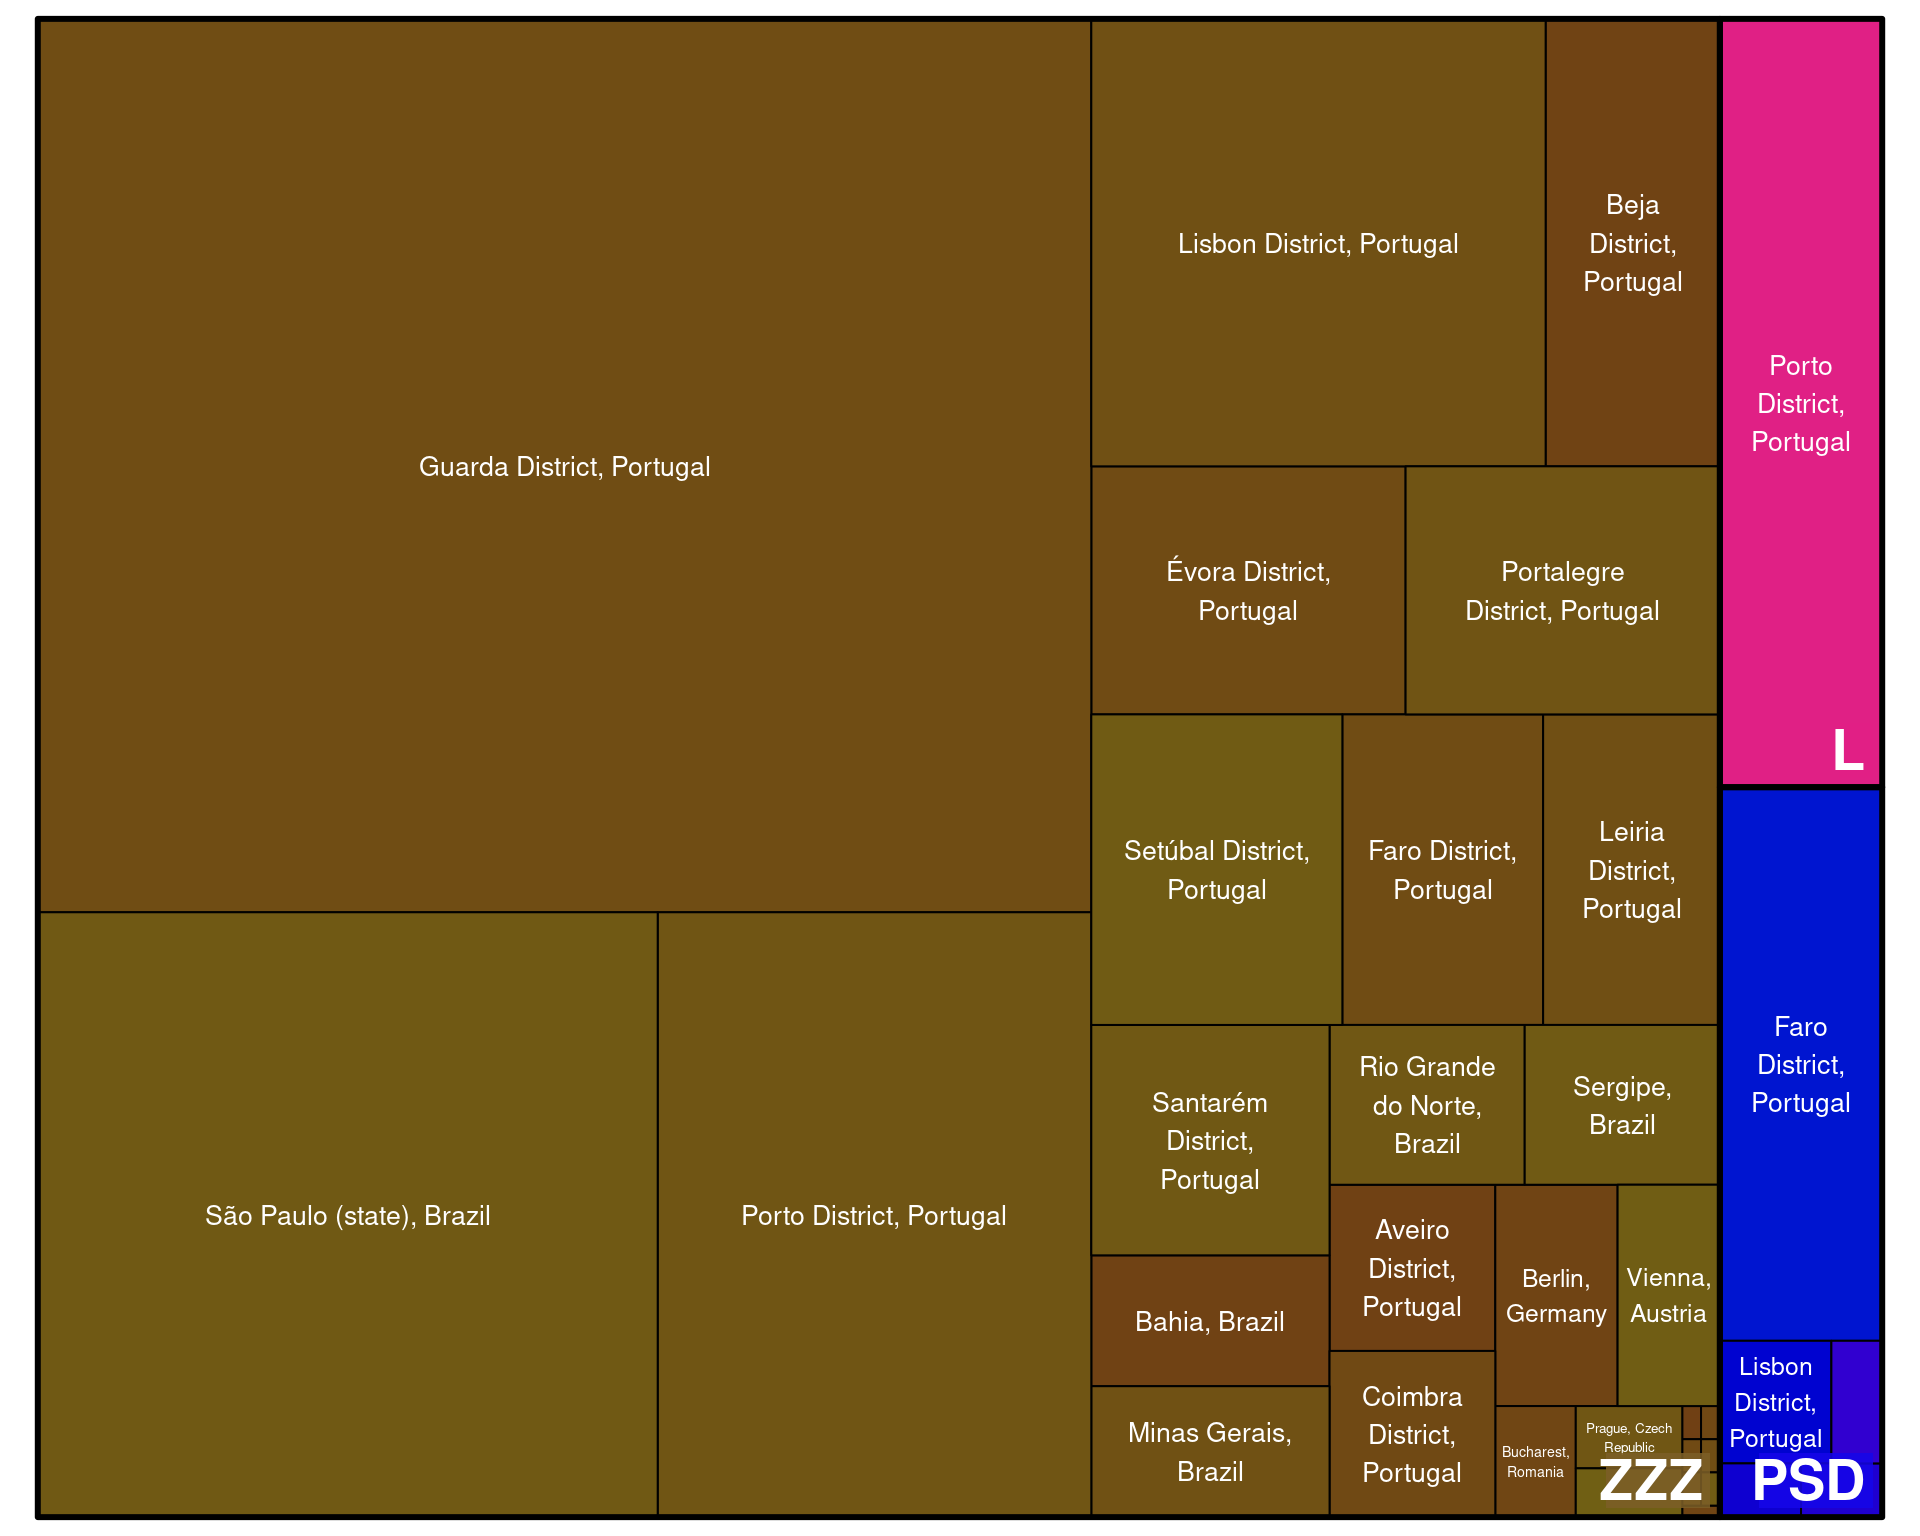 Guarda District, Portugal
São Paulo (state), Brazil
Porto District, Portugal
Lisbon District, Portugal
Beja
District,
Portugal
Évora District,
Portugal
Portalegre
District, Portugal
Setúbal District,
Portugal
Faro District,
Portugal
Leiria
District,
Portugal
Santarém
District,
Portugal
Rio Grande
do Norte,
Brazil
Sergipe,
Brazil
Bahia, Brazil
Minas Gerais,
Brazil
Aveiro
District,
Portugal
Coimbra
District,
Portugal
Berlin,
Germany
Vienna,
Austria
Bucharest,
Romania
Prague, Czech
Republic
ZZZ
Porto
District,
Portugal
L
Faro
District,
Portugal
Lisbon
District,
Portugal
PSD